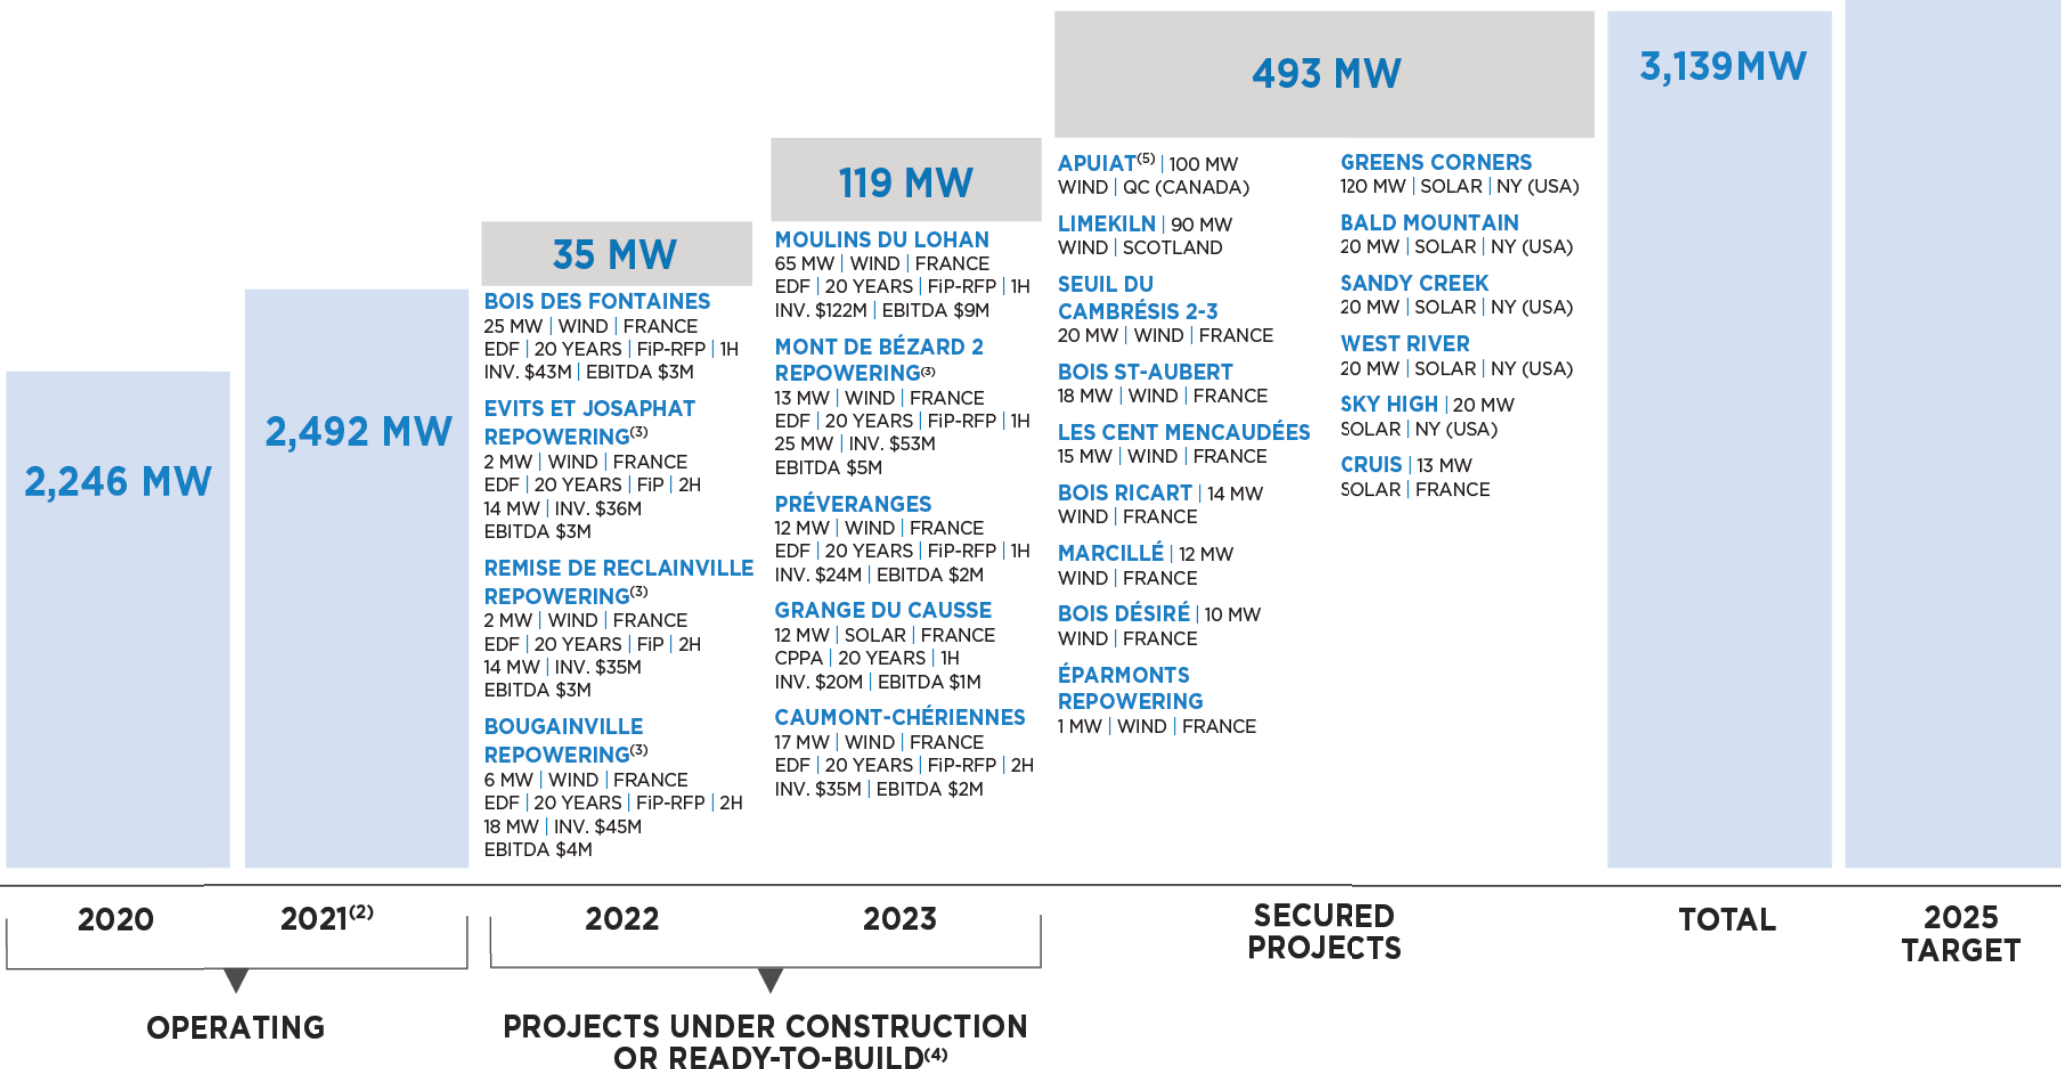 2,246 MW
2,492 MW
35 MW
BOIS DES FONTAINES
25 MW | WIND | FRANCE
EDF | 20 YEARS | FiP-RFP | 1H
INV. $43M | EBITDA $3M
EVITS ET JOSAPHAT
REPOWERING(3)
2 MW | WIND | FRANCE
EDF | 20 YEARS | FiP | 2H
14 MW | INV. $36M
EBITDA $3M
REMISE DE RECLAINVILLE
REPOWERING(3)
2 MW | WIND | FRANCE
EDF | 20 YEARS | FiP | 2H
14 MW | INV. $35M
EBITDA $3M
BOUGAINVILLE
REPOWERING(3)
6 MW | WIND | FRANCE
EDF | 20 YEARS | FiP-RFP | 2H
18 MW | INV. $45M
EBITDA $4M
119 MW
MOULINS DU LOHAN
65 MW | WIND | FRANCE
EDF | 20 YEARS | FiP-RFP | 1H
INV. $122M | EBITDA $9M
MONT DE BÉZARD 2
REPOWERING(3)
13 MW | WIND | FRANCE
EDF | 20 YEARS | FiP-RFP | 1H
25 MW | INV. $53M
EBITDA $5M
PRÉVERANGES
12 MW | WIND | FRANCE
EDF | 20 YEARS | FiP-RFP | 1H
INV. $24M | EBITDA $2M
GRANGE DU CAUSSE
12 MW | SOLAR | FRANCE
CPPA | 20 YEARS | 1H
INV. $20M | EBITDA $1M
CAUMONT-CHÉRIENNES
17 MW | WIND | FRANCE
EDF | 20 YEARS | FiP-RFP | 2H
INV. $35M | EBITDA $2M
493 MW
APUIAT(5) | 100 MW
WIND | QC (CANADA)
LIMEKILN | 90 MW
WIND | SCOTLAND
SEUIL DU
CAMBRÉSIS 2-3
20 MW | WIND | FRANCE
BOIS ST-AUBERT
18 MW | WIND | FRANCE
LES CENT MENCAUDÉES
15 MW | WIND | FRANCE
BOIS RICART | 14 MW
WIND | FRANCE
MARCILLÉ | 12 MW
WIND | FRANCE
BOIS DÉSIRÉ | 10 MW
WIND | FRANCE
ÉPARMONTS
REPOWERING
1 MW | WIND | FRANCE
GREENS CORNERS
120 MW | SOLAR | NY (USA)
BALD MOUNTAIN
20 MW | SOLAR | NY (USA)
SANDY CREEK
20 MW | SOLAR | NY (USA)
WEST RIVER
20 MW | SOLAR | NY (USA)
SKY HIGH | 20 MW
SOLAR | NY (USA)
CRUIS | 13 MW
SOLAR | FRANCE
3,139MW
2020
2021(2)
2022
2023
SECURED
PROJECTS
TOTAL
2025
TARGET
OPERATING
PROJECTS UNDER CONSTRUCTION
OR READY-TO-BUILD(4)